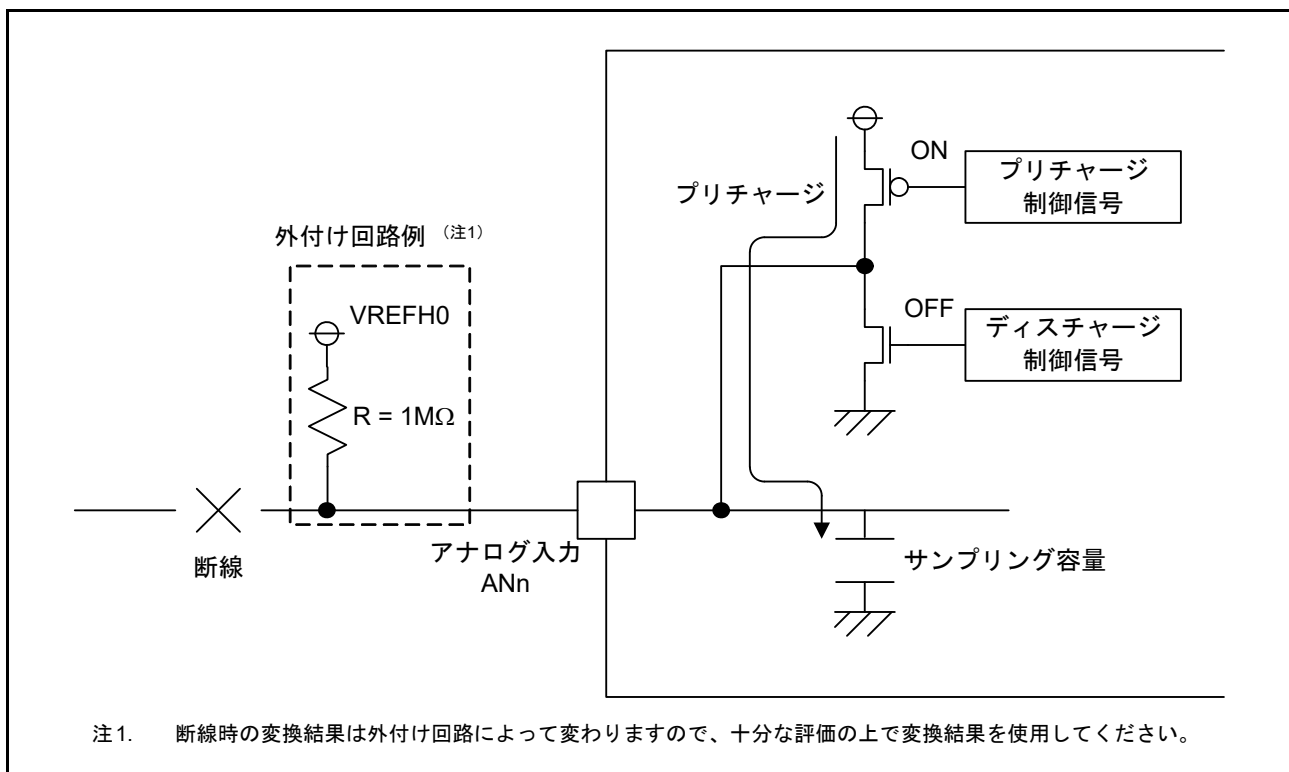 ON
プリチャージ
制御信号
プリチャージ
外付け回路例 （注1）
VREFH0
OFF
ディスチャージ
制御信号
R = 1MΩ
断線
アナログ入力
ANn
サンプリング容量
注1. 断線時の変換結果は外付け回路によって変わりますので、十分な評価の上で変換結果を使用してください。